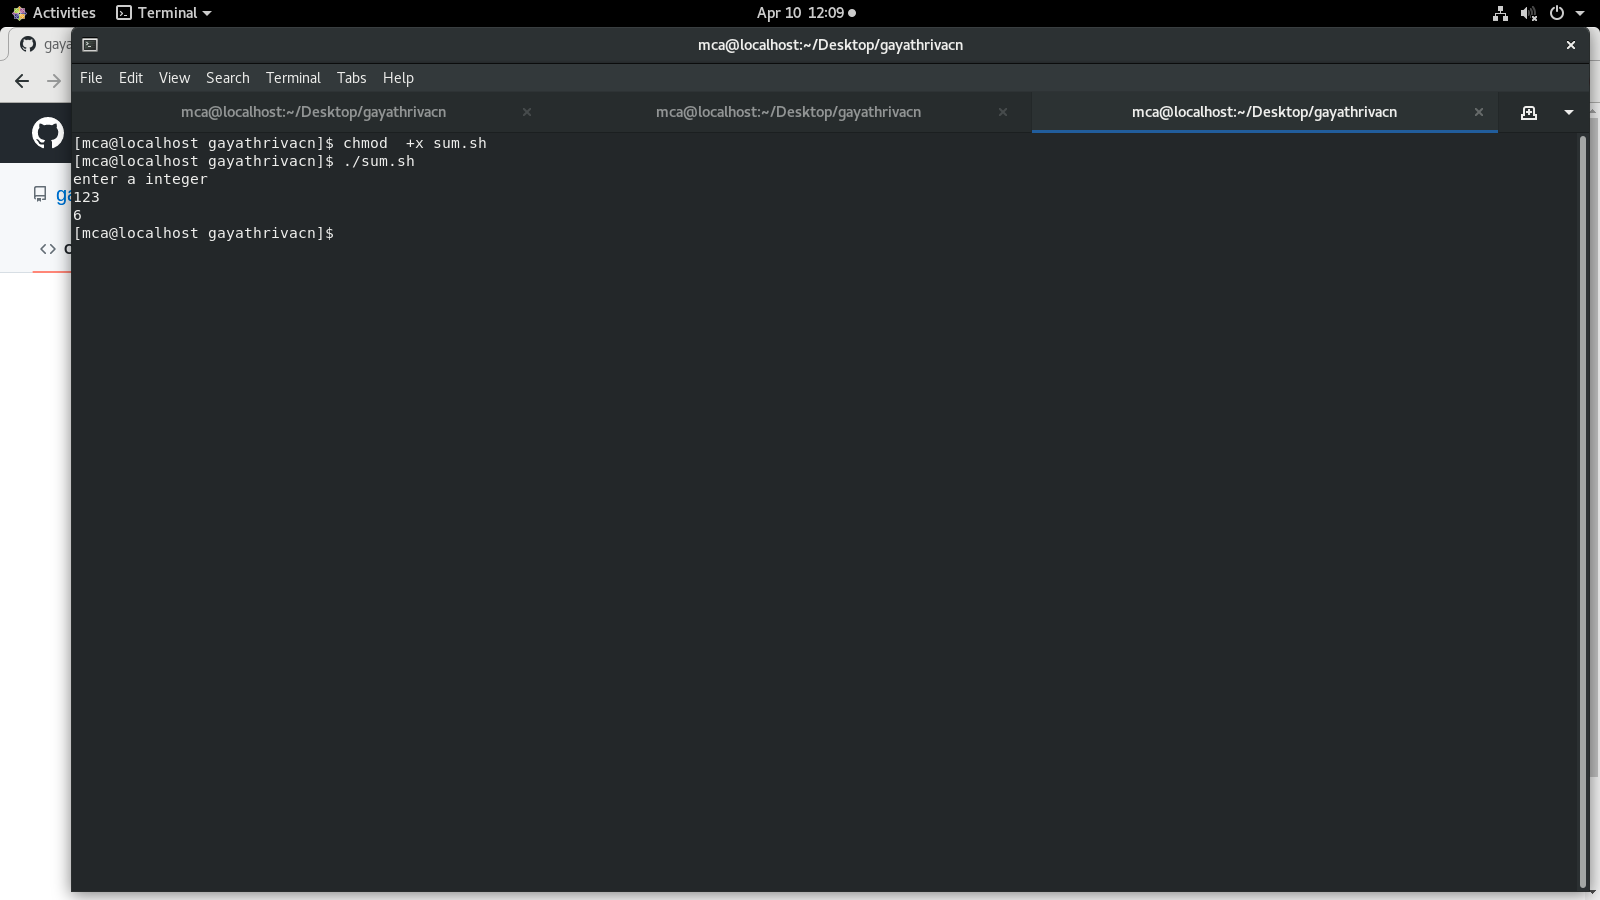 Activities Terminal Apr 10 12:09
gaya
mca@localhost:~/Desktop/gayathrivacn
File Edit View Search Terminal Tabs Help
mca@localhost:~/Desktop/gayathrivacn mca@localhost:~/Desktop/gayathrivacn mca@localhost:~/Desktop/gayathrivacn
[mca@localhost gayathrivacn]$ chmod  +x sum.sh
[mca@localhost gayathrivacn]$ ./sum.sh
enter a integer
123
6
[mca@localhost gayathrivacn]$